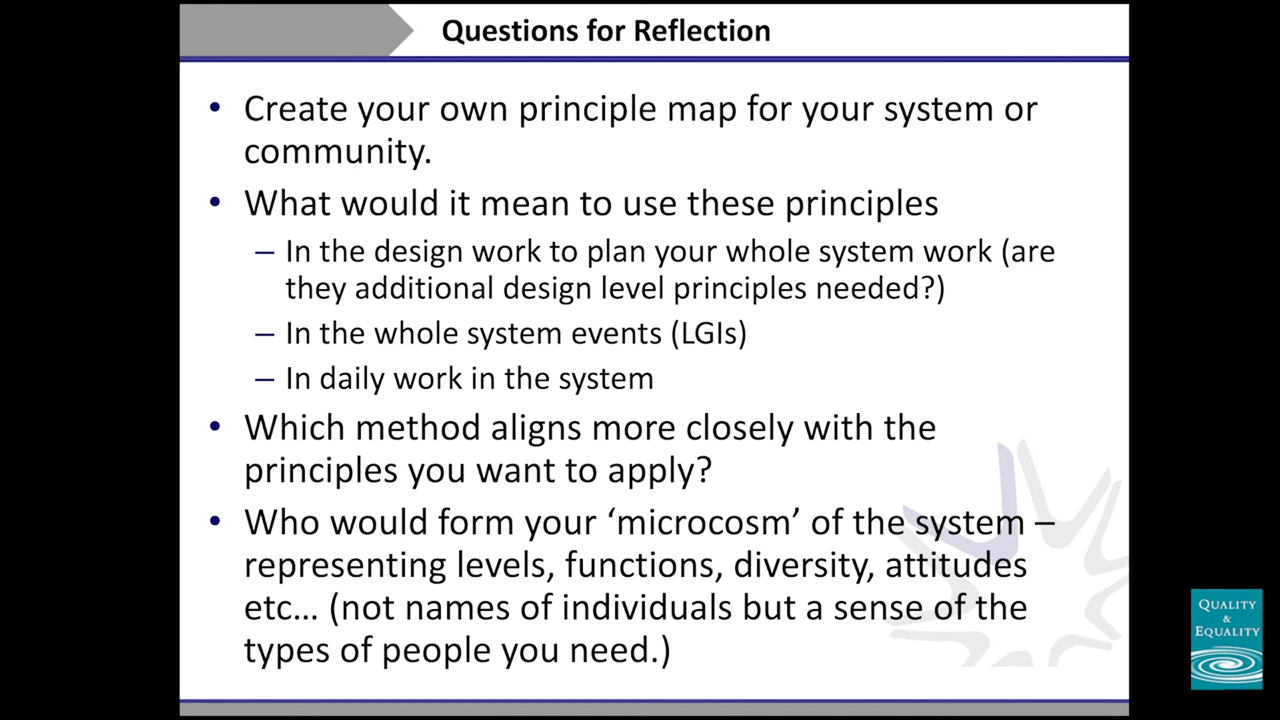 Questions for Reflection
• Create your own principle map for your system or
community.
• What would it mean to use these principles
– In the design work to plan your whole system work (are
they additional design level principles needed?)
– In the whole system events (LGIs)
– In daily work in the system
• Which method aligns more closely with the
principles you want to apply?
• Who would form your ‘microcosm’ of the system –
representing levels, functions, diversity, attitudes
etc... (not names of individuals but a sense of the
types of people you need.)
QUALITY
&
EQUALITY